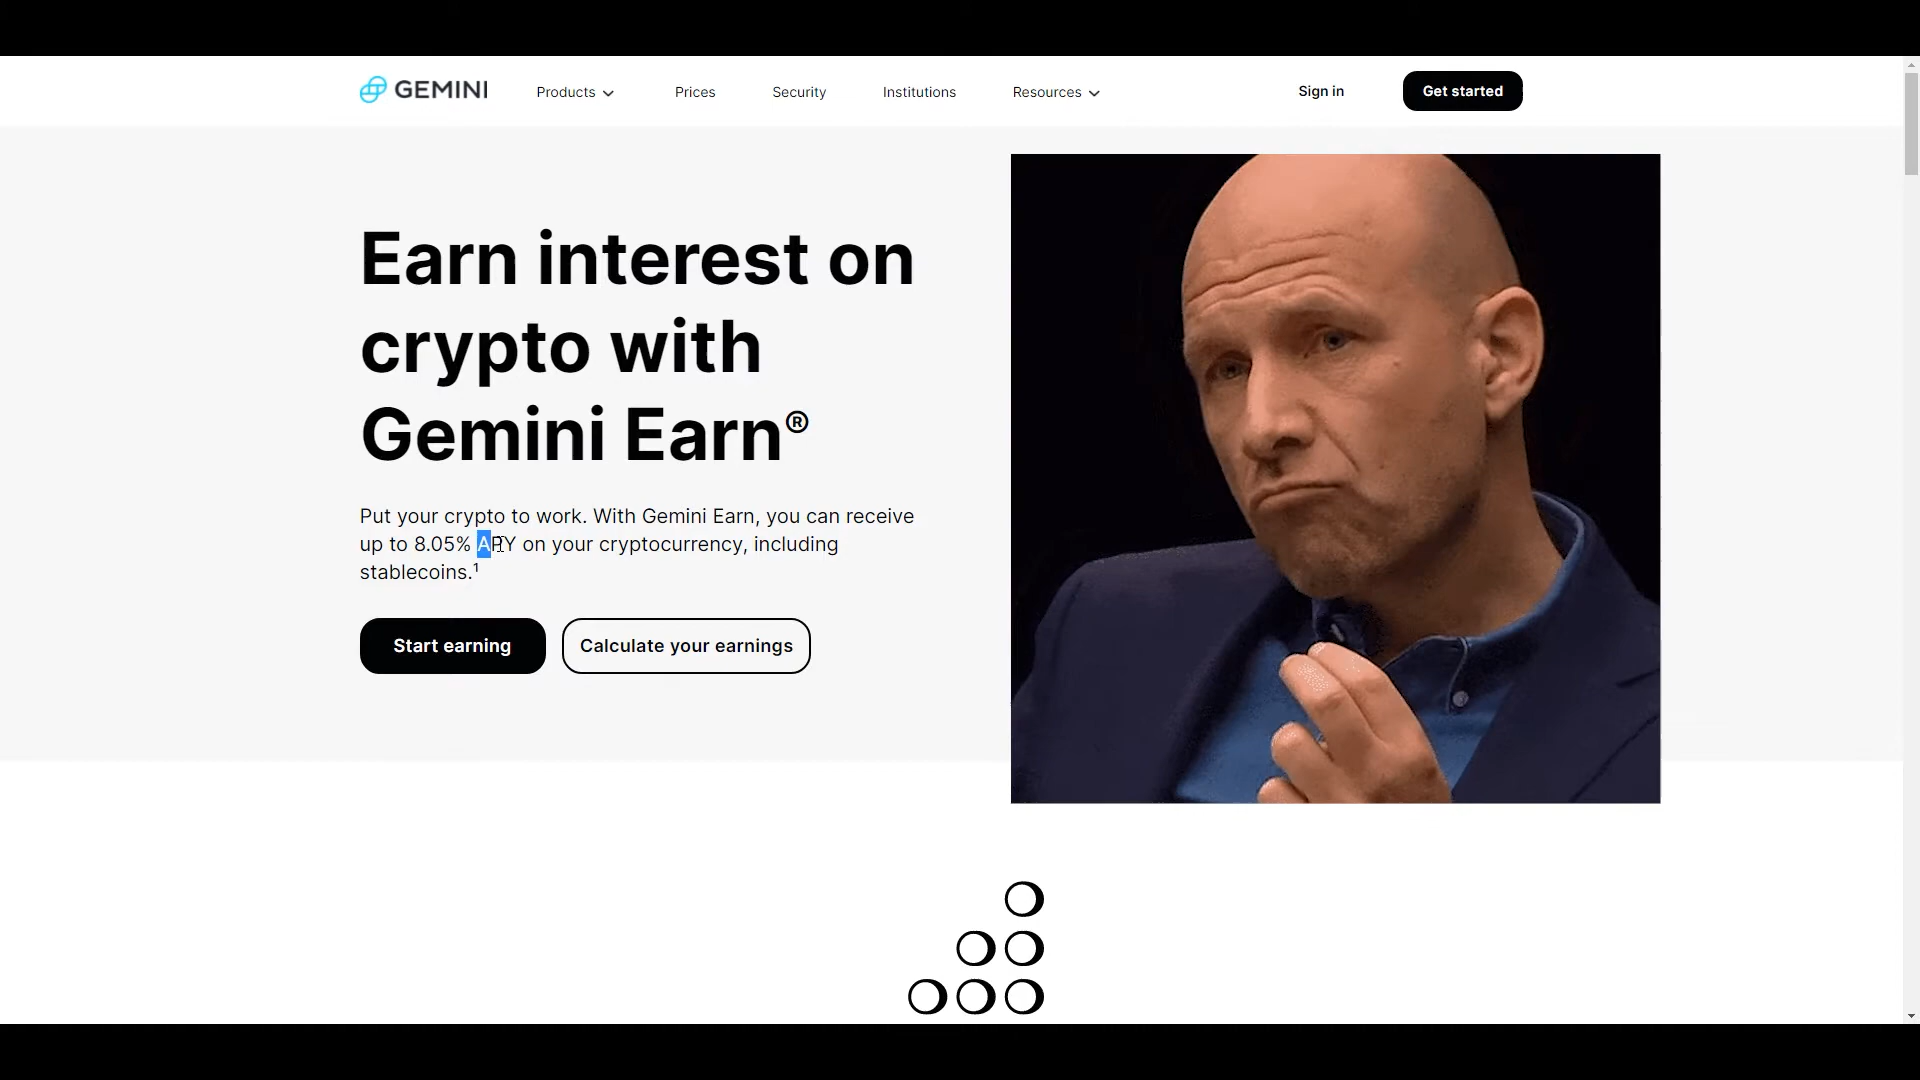 GEMINI
Products
Prices
Security
Institutions
Resources
Sign in
Get started
Earn interest on
crypto with
Gemini Earn®
Put your crypto to work. With Gemini Earn, you can receive
up to 8.05% APY on your cryptocurrency, including
stablecoins.¹
Start earning
Calculate your earnings